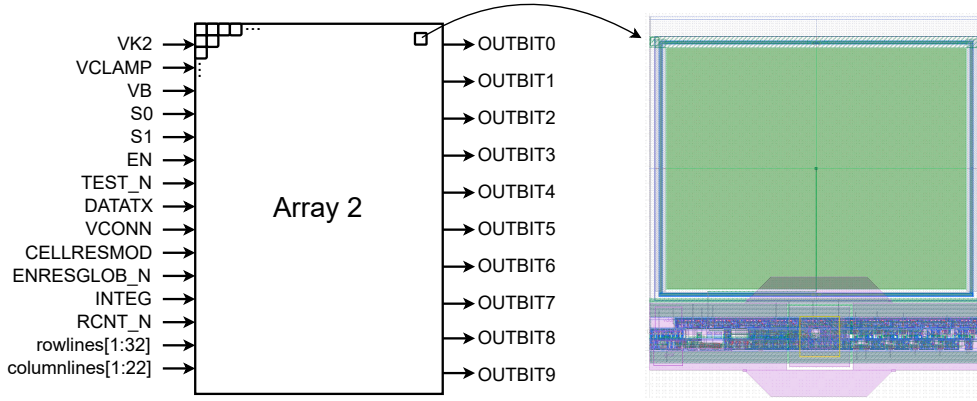 VK2
VCLAMP
VB
S0
S1
EN
TEST_N
DATATX
VCONN
CELLRESMOD
ENRESGLOB_N
INTEG
RCNT_N
rowlines[1:32]
columnlines[1:22]
...
Array 2
OUTBIT0
OUTBIT1
OUTBIT2
OUTBIT3
OUTBIT4
OUTBIT5
OUTBIT6
OUTBIT7
OUTBIT8
OUTBIT9